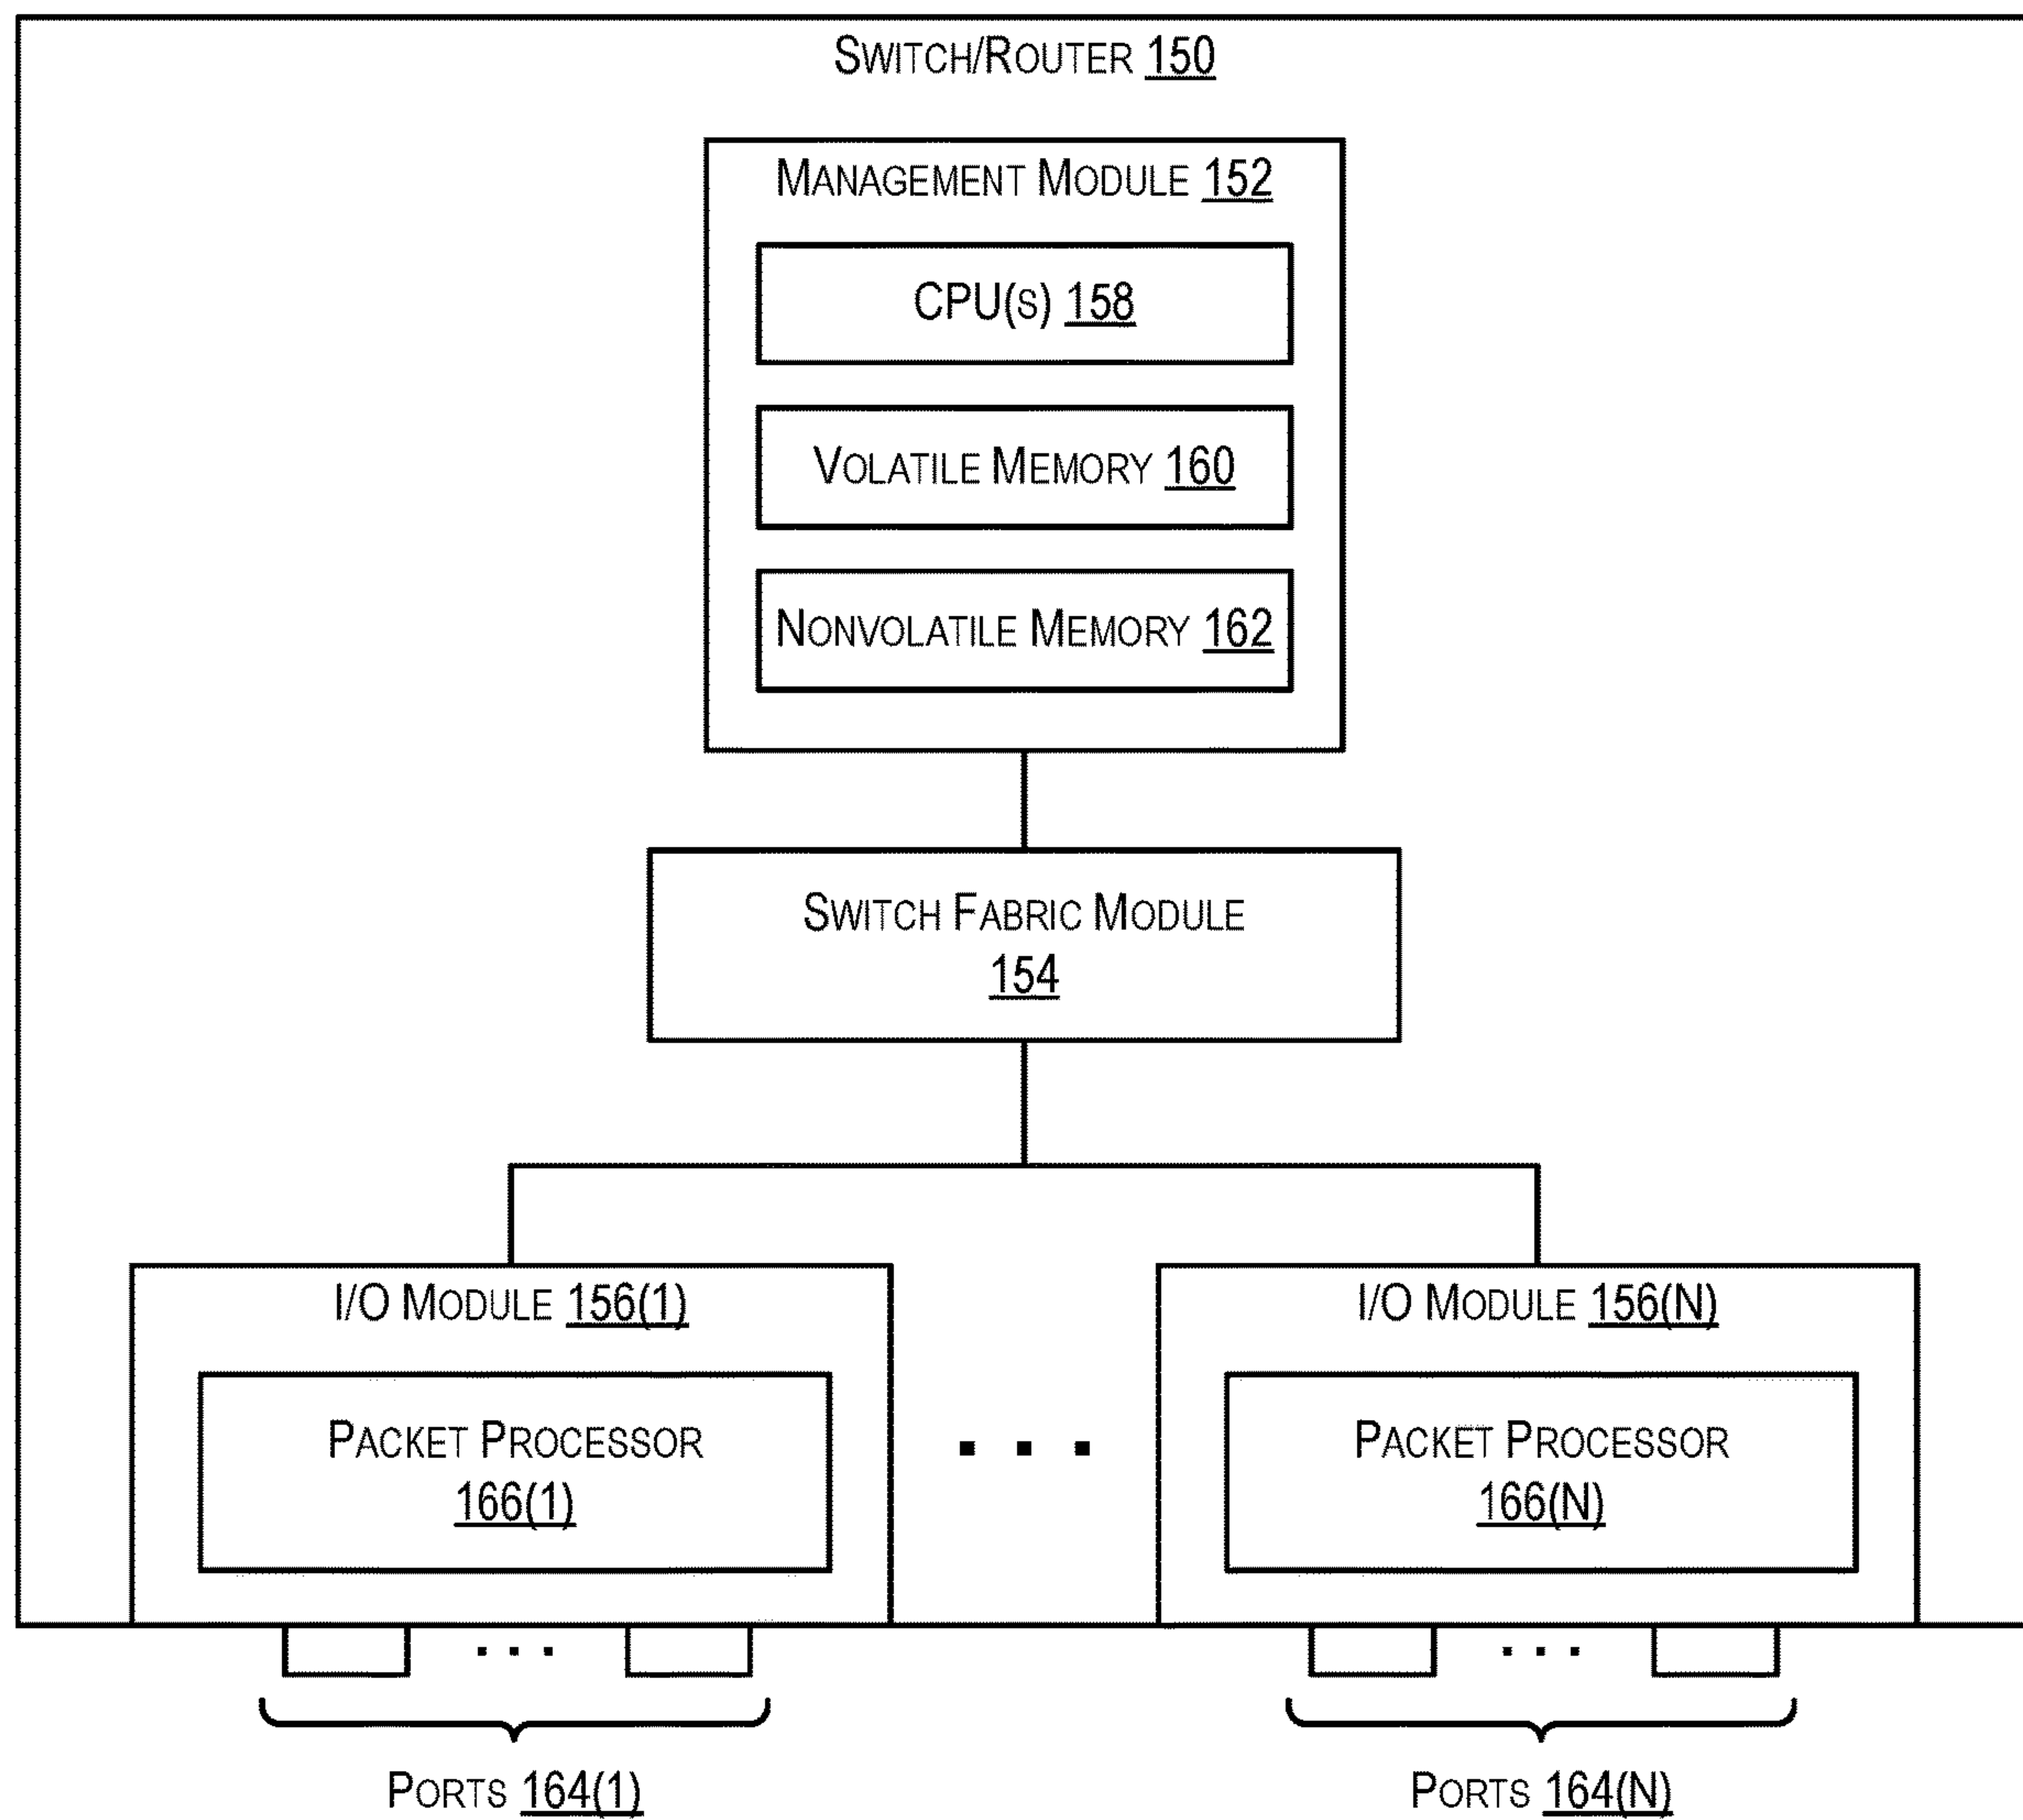 SWITCH/ROUTER 150
MANAGEMENT MODULE 152
CPU(S) 158
VOLATILE MEMORY 160
NONVOLATILE MEMORY 162
SWITCH FABRIC MODULE
154
I/O MODULE 156(1)
PACKET PROCESSOR
166(1)
. . .
I/O MODULE 156(N)
PACKET PROCESSOR
166(N)
. . .
. . .
PORTS 164(1)
PORTS 164(N)